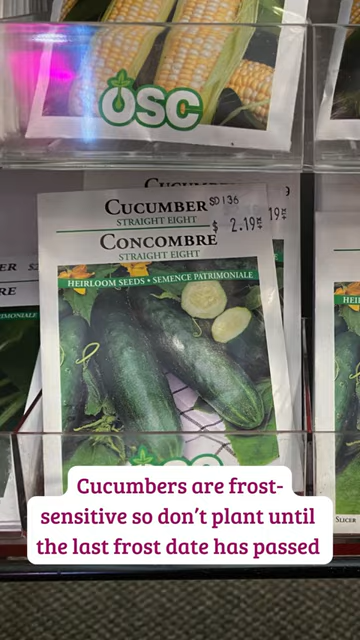 OSC
CUCUMBER
SD136
STRAIGHT EIGHT
$ 2.19
CONCOMBRE
STRAIGHT EIGHT
HEIRLOOM SEEDS • SEMENCE PATRIMONIALE
Cucumbers are frost-
sensitive so don't plant until
the last frost date has passed
SLICER